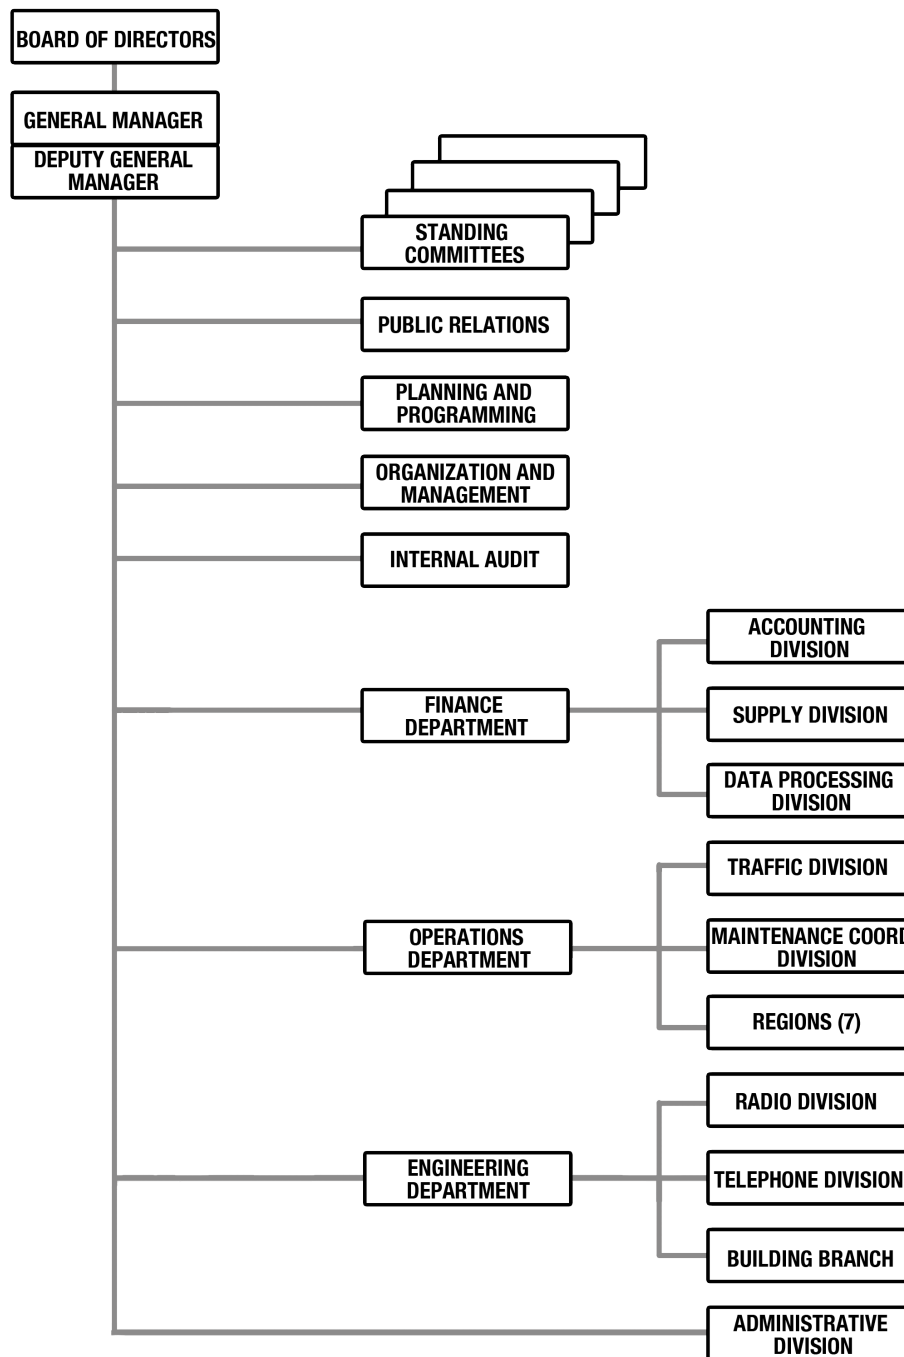 BOARD OF DIRECTORS
GENERAL MANAGER
DEPUTY GENERAL
MANAGER
STANDING
COMMITTEES
PUBLIC RELATIONS
PLANNING AND
PROGRAMMING
ORGANIZATION AND
MANAGEMENT
INTERNAL AUDIT
ACCOUNTING
DIVISION
FINANCE
DEPARTMENT
SUPPLY DIVISION
DATA PROCESSING
DIVISION
TRAFFIC DIVISION
OPERATIONS
DEPARTMENT
MAINTENANCE COORD
DIVISION
REGIONS (7)
RADIO DIVISION
ENGINEERING
DEPARTMENT
TELEPHONE DIVISION
BUILDING BRANCH
ADMINISTRATIVE
DIVISION